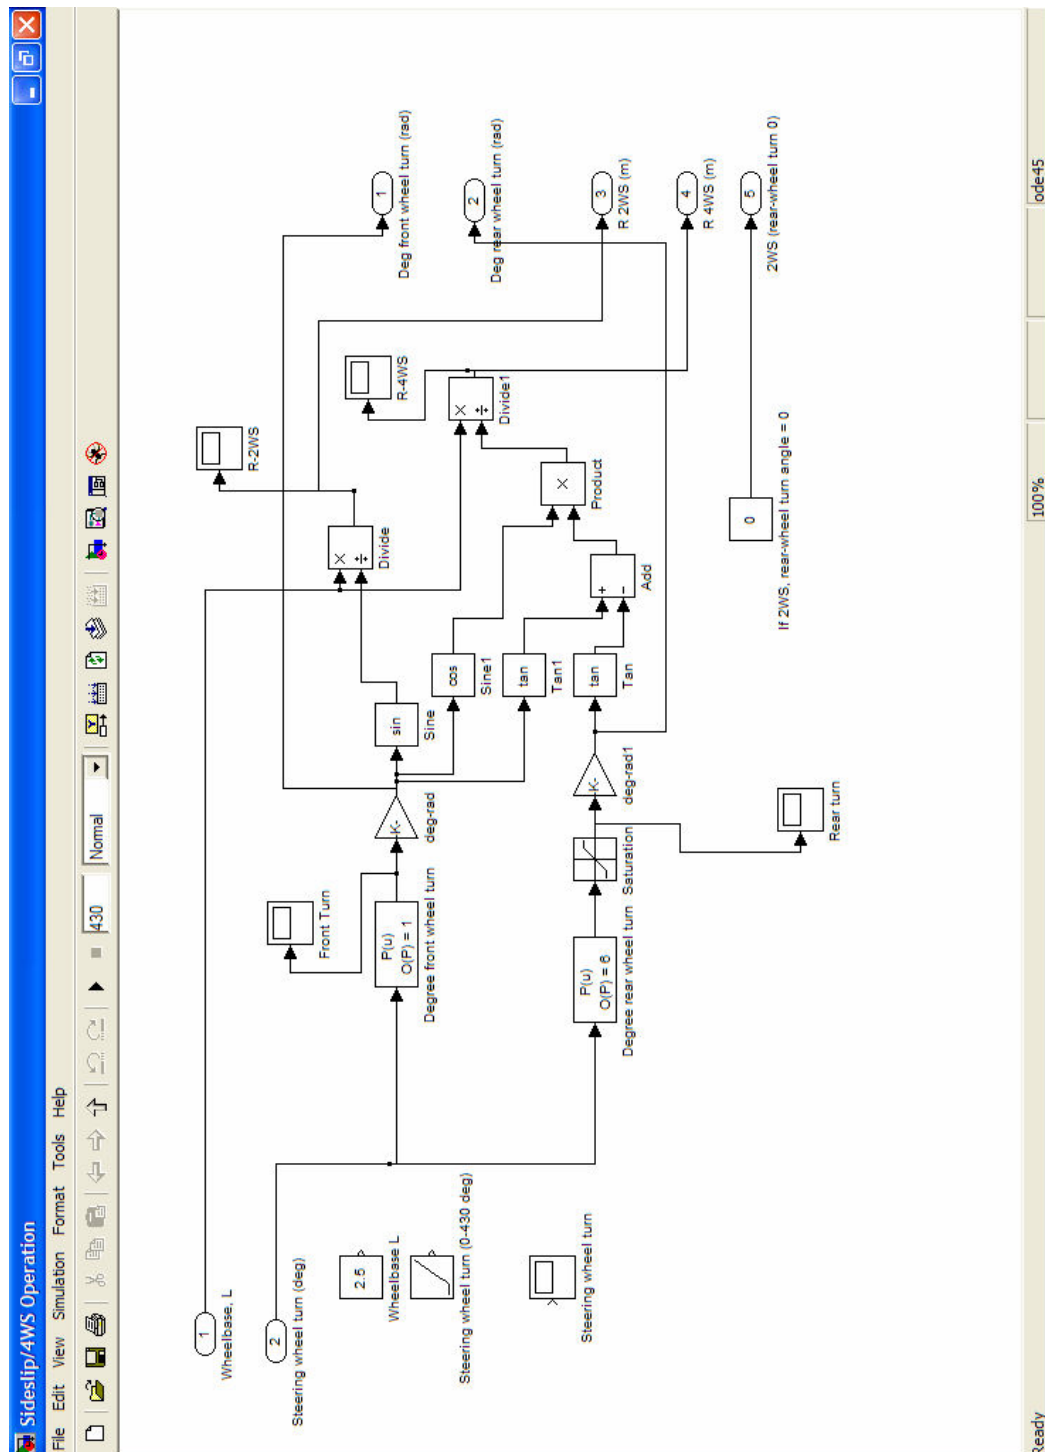 Sideslip/4WS Operation
File Edit View Simulation Format Tools Help
430 Normal
1
Wheelbase, L
2
Steering wheel turn (deg)
2.5
Wheelbase L
Steering wheel turn (0-430 deg)
Steering wheel turn
Front Turn
P(u)
O(P) = 1
Degree front wheel turn
P(u)
O(P) = 6
Degree rear wheel turn
Saturation
Rear turn
-K-
deg-rad
-K-
deg-rad1
sin
Sine
cos
Sine1
tan
Tan1
tan
Tan
×
÷
Divide
R-2WS
+
-
Add
×
Product
×
÷
Divide1
R-4WS
0
If 2WS, rear-wheel turn angle = 0
1
Deg front wheel turn (rad)
2
Deg rear wheel turn (rad)
3
R 2WS (m)
4
R 4WS (m)
5
2WS (rear-wheel turn 0)
Ready 100% ode45